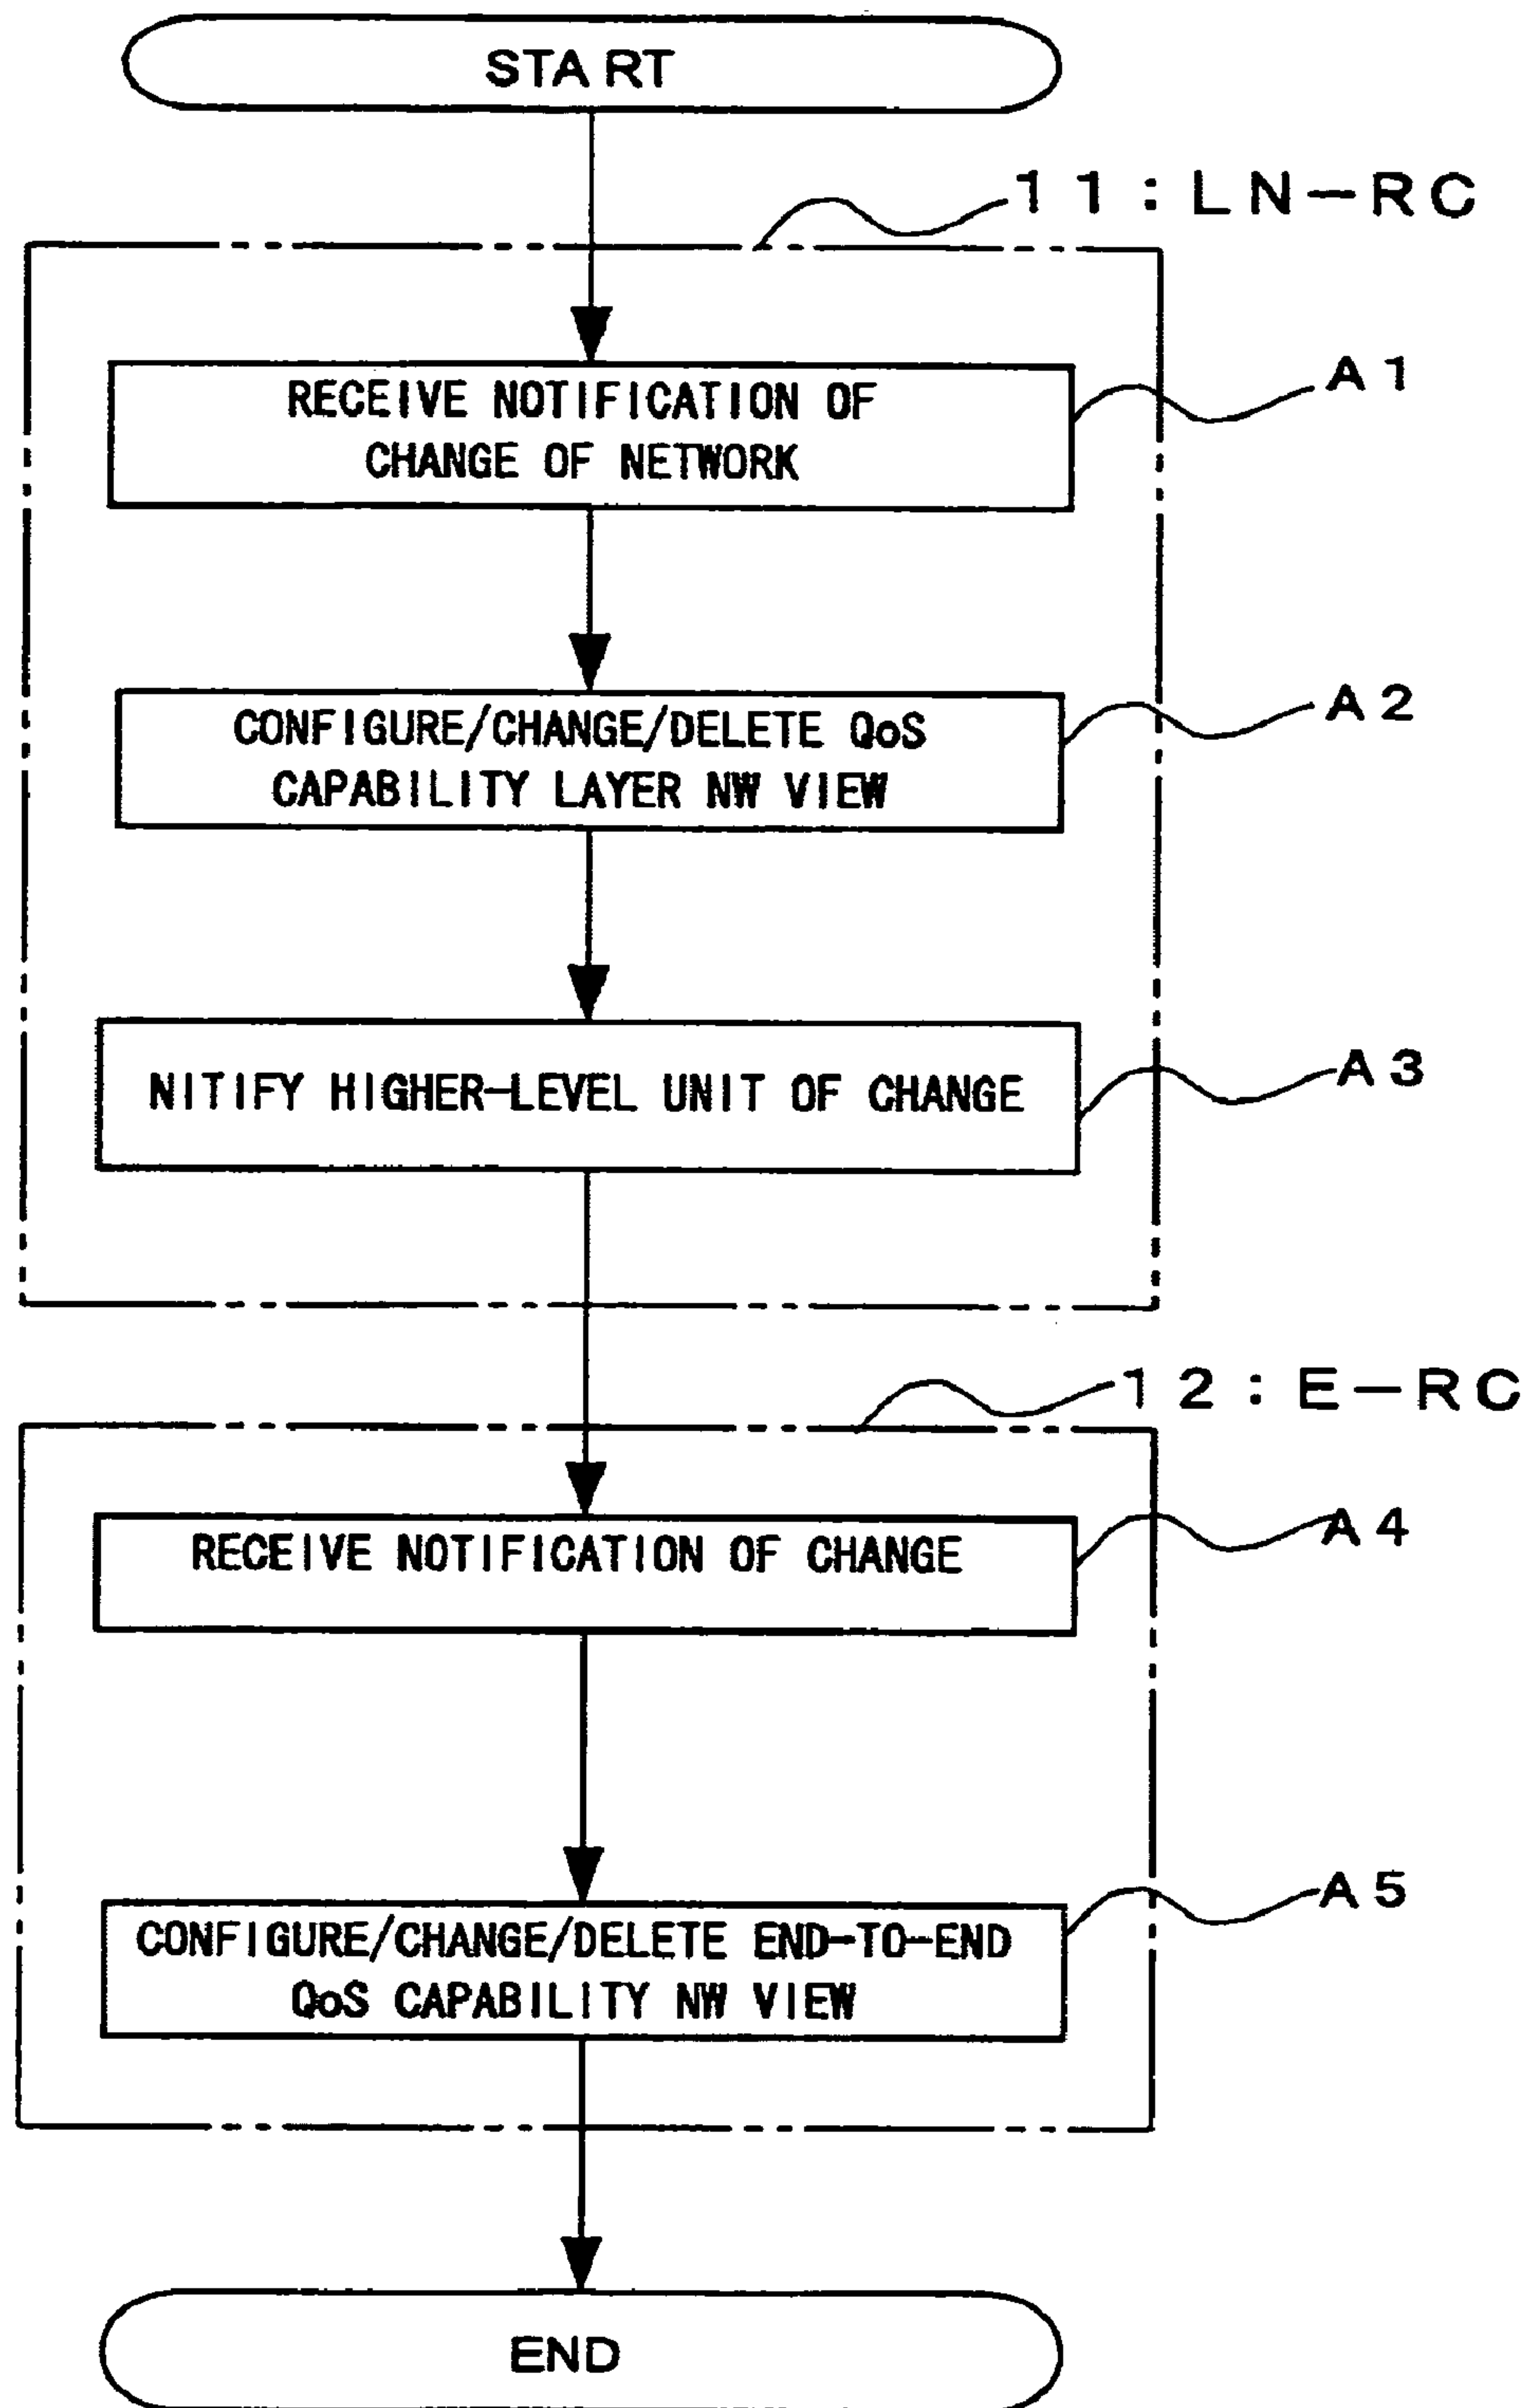 START
11:LN-RC
RECEIVE NOTIFICATION OF
CHANGE OF NETWORK
A1
CONFIGURE/CHANGE/DELETE QoS
CAPABILITY LAYER NW VIEW
A2
NITIFY HIGHER-LEVEL UNIT OF CHANGE
A3
12:E-RC
RECEIVE NOTIFICATION OF CHANGE
A4
CONFIGURE/CHANGE/DELETE END-TO-END
QoS CAPABILITY NW VIEW
A5
END